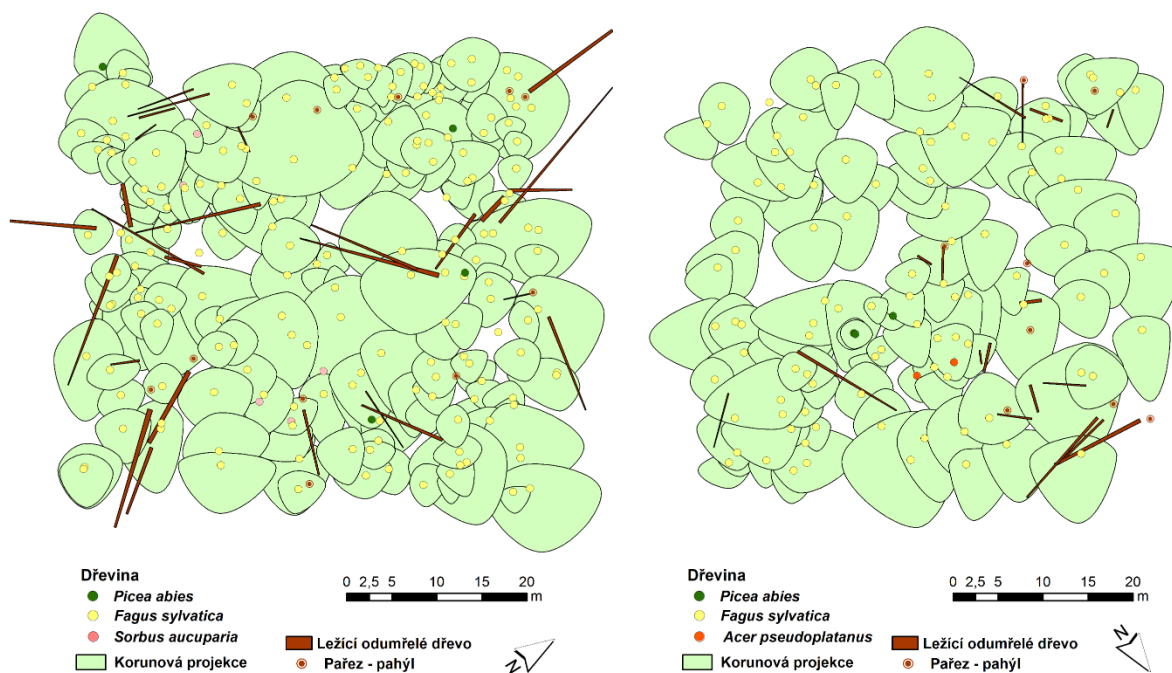 Dřevina
Picea abies
Fagus sylvatica
Sorbus aucuparia
Korunová projekce
0 2,5 5 10 15 20
m
Ležící odumřelé dřevo
Pařez - pahýl
N
Dřevina
Picea abies
Fagus sylvatica
Acer pseudoplatanus
Korunová projekce
0 2,5 5 10 15 20
m
Ležící odumřelé dřevo
Pařez - pahýl
N